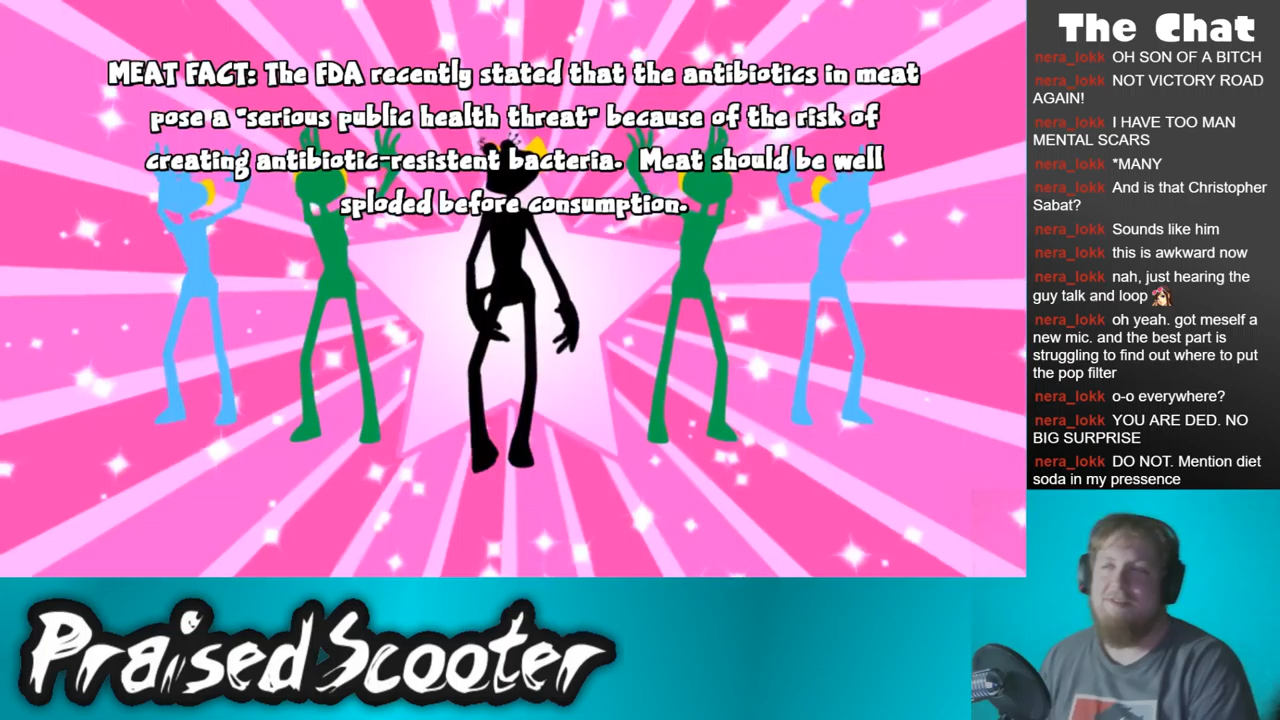 MEAT FACT: The FDA recently stated that the antibiotics in meat
pose a "serious public health threat" because of the risk of
creating antibiotic-resistent bacteria. Meat should be well
sploded before consumption.
The Chat
nera_lokk OH SON OF A BITCH
nera_lokk NOT VICTORY ROAD
AGAIN!
nera_lokk I HAVE TOO MAN
MENTAL SCARS
nera_lokk *MANY
nera_lokk And is that Christopher
Sabat?
nera_lokk Sounds like him
nera_lokk this is awkward now
nera_lokk nah, just hearing the
guy talk and loop
nera_lokk oh yeah. got meself a
new mic. and the best part is
struggling to find out where to put
the pop filter
nera_lokk o-o everywhere?
nera_lokk YOU ARE DED. NO
BIG SURPRISE
nera_lokk DO NOT. Mention diet
soda in my pressence
PraisedScooter